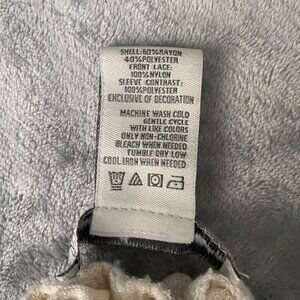 SHELL: 60% RAYON
40% POLYESTER
FRONT LACE:
100% NYLON
SLEEVE CONTRAST:
100% POLYESTER
EXCLUSIVE OF DECORATION
MACHINE WASH COLD
GENTLE CYCLE
WITH LIKE COLORS
ONLY NON-CHLORINE
BLEACH WHEN NEEDED
TUMBLE DRY LOW
COOL IRON WHEN NEEDED